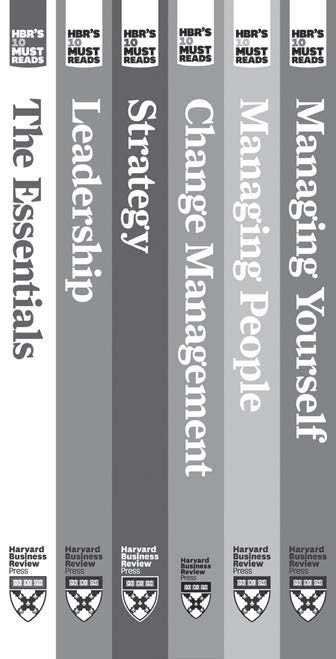 HBR'S
10
MUST
READS
The Essentials
Harvard
Business
Review
Press
HBR'S
10
MUST
READS
Leadership
Harvard
Business
Review
Press
HBR'S
10
MUST
READS
Strategy
Harvard
Business
Review
Press
HBR'S
10
MUST
READS
Change Management
Harvard
Business
Review
Press
HBR'S
10
MUST
READS
Managing People
Harvard
Business
Review
Press
HBR'S
10
MUST
READS
Managing Yourself
Harvard
Business
Review
Press